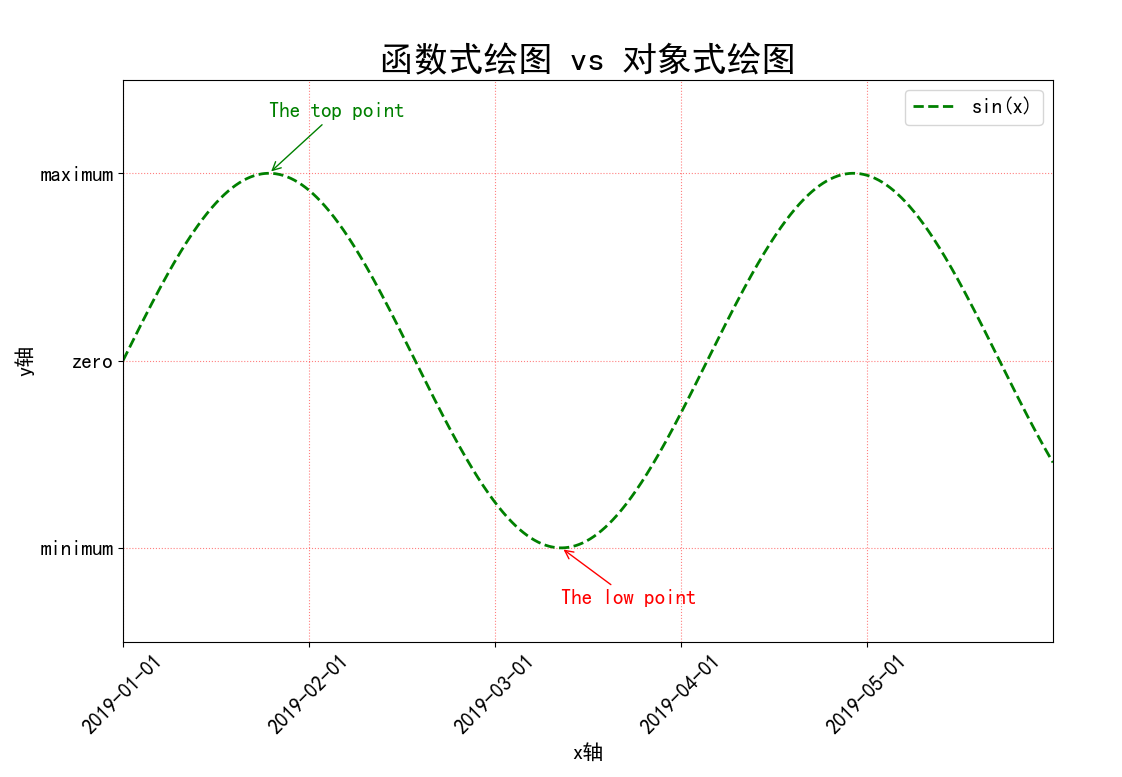 函数式绘图 vs 对象式绘图
The top point
sin(x)
maximum
zero
minimum
y轴
The low point
2019-01-01
2019-02-01
2019-03-01
2019-04-01
2019-05-01
x轴